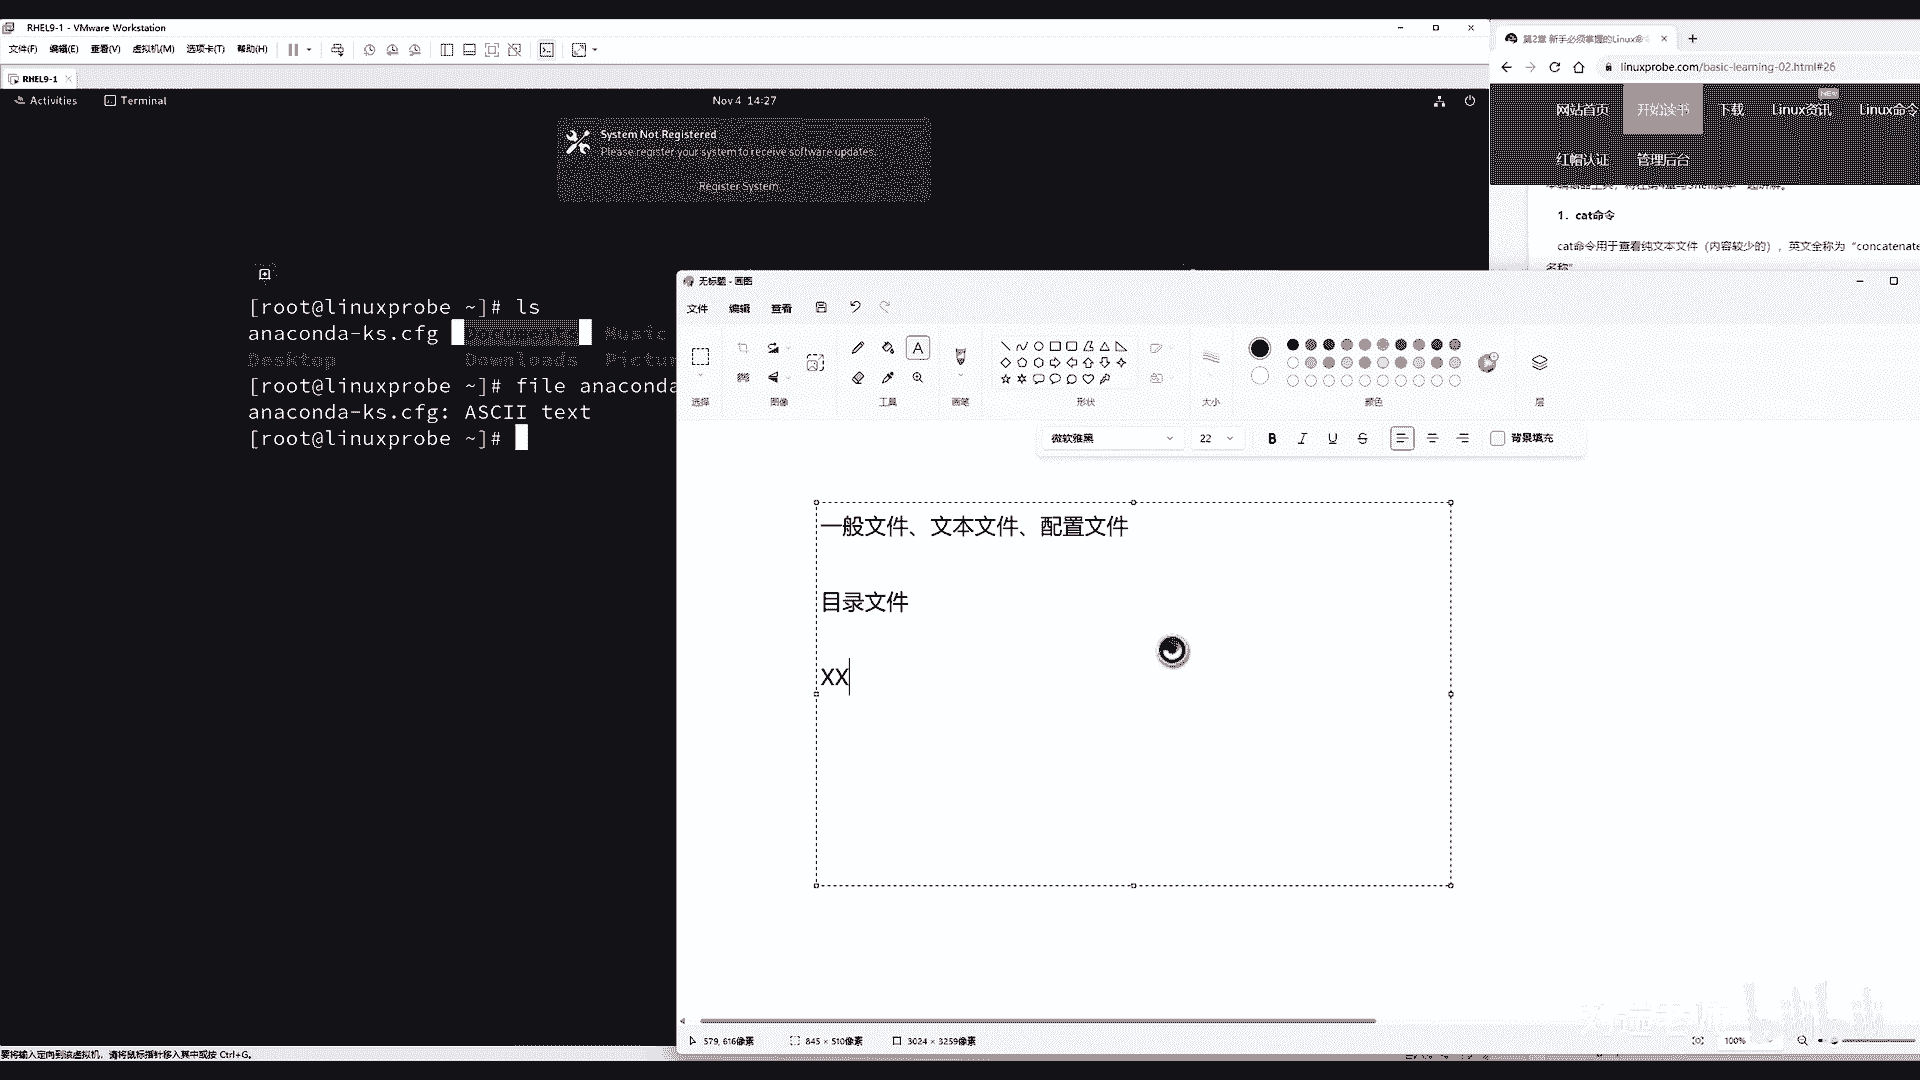 RHEL9-1 - VMware Workstation
文件(F) 编辑(E) 查看(V) 虚拟机(M) 选项卡(T) 帮助(H)
RHEL9-1
Activities Terminal Nov 4 14:27
System Not Registered
Please register your system to receive software updates.
Register System
[root@linuxprobe ~]# ls
anaconda-ks.cfg Documents Music
Desktop Downloads Pictur
[root@linuxprobe ~]# file anaconda
anaconda-ks.cfg: ASCII text
[root@linuxprobe ~]#
要将输入定向到该虚拟机，请将鼠标指针移入其中或按 Ctrl+G。
第2章 新手必须掌握的Linux命
linuxprobe.com/basic-learning-02.html#26
网站首页 开始读书 下载 Linux资讯 NEW Linux命令
红帽认证 管理后台
1．cat命令
cat命令用于查看纯文本文件（内容较少的），英文全称为“concatenate
名称”
无标题 - 画图
文件 编辑 查看
选择 图像 工具 画笔 形状 大小 颜色 层
微软雅黑 22 B I U S 背景填充
一般文件、文本文件、配置文件
目录文件
XX
579, 616像素 845 × 510像素 3024 × 3259像素 100%